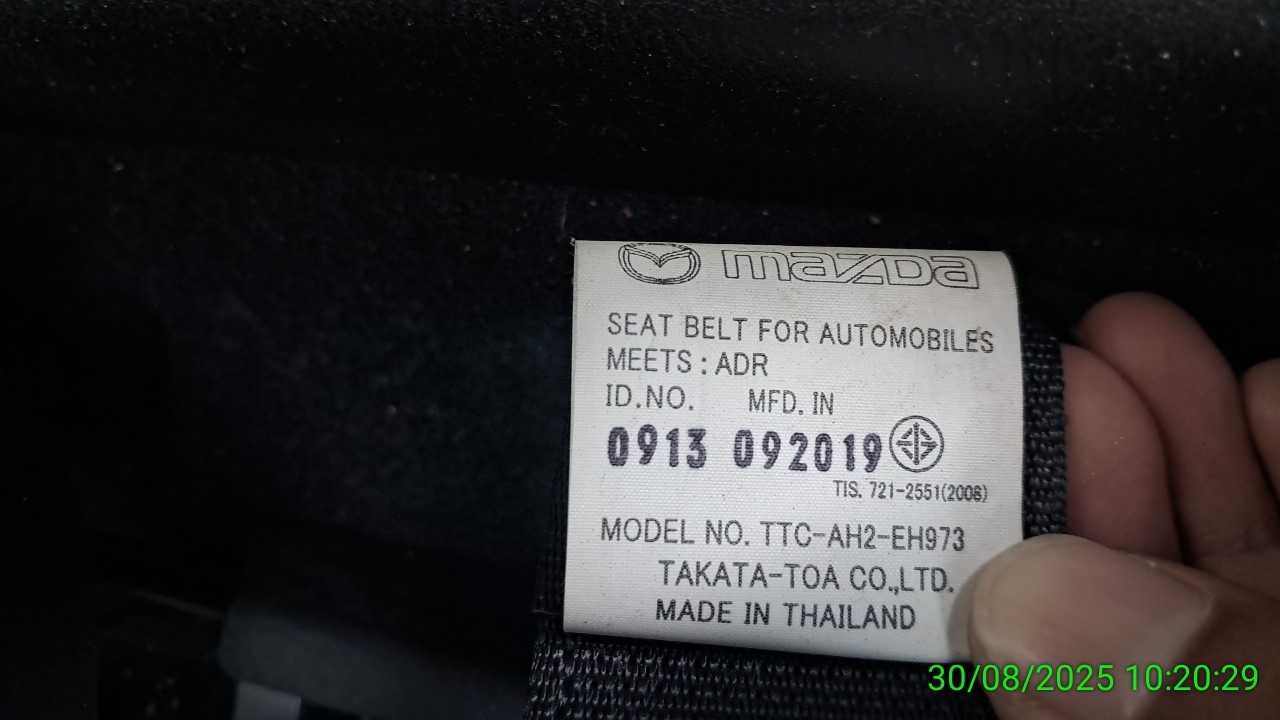 mazda
SEAT BELT FOR AUTOMOBILES
MEETS : ADR
ID.NO. MFD. IN
0913 092019
TIS. 721-2551(2008)
MODEL NO. TTC-AH2-EH973
TAKATA-TOA CO.,LTD.
MADE IN THAILAND
30/08/2025 10:20:29